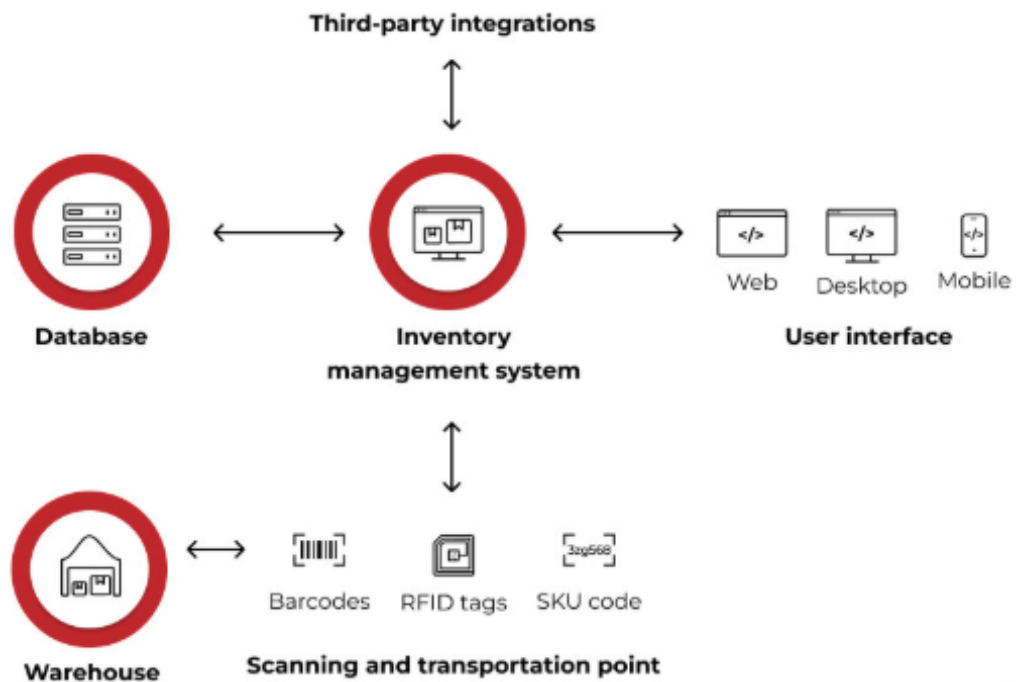 Third-party integrations
</>
</>
</>
Web
Desktop
Mobile
Database
Inventory
management system
User interface
3zg568
Barcodes
RFID tags
SKU code
Warehouse
Scanning and transportation point